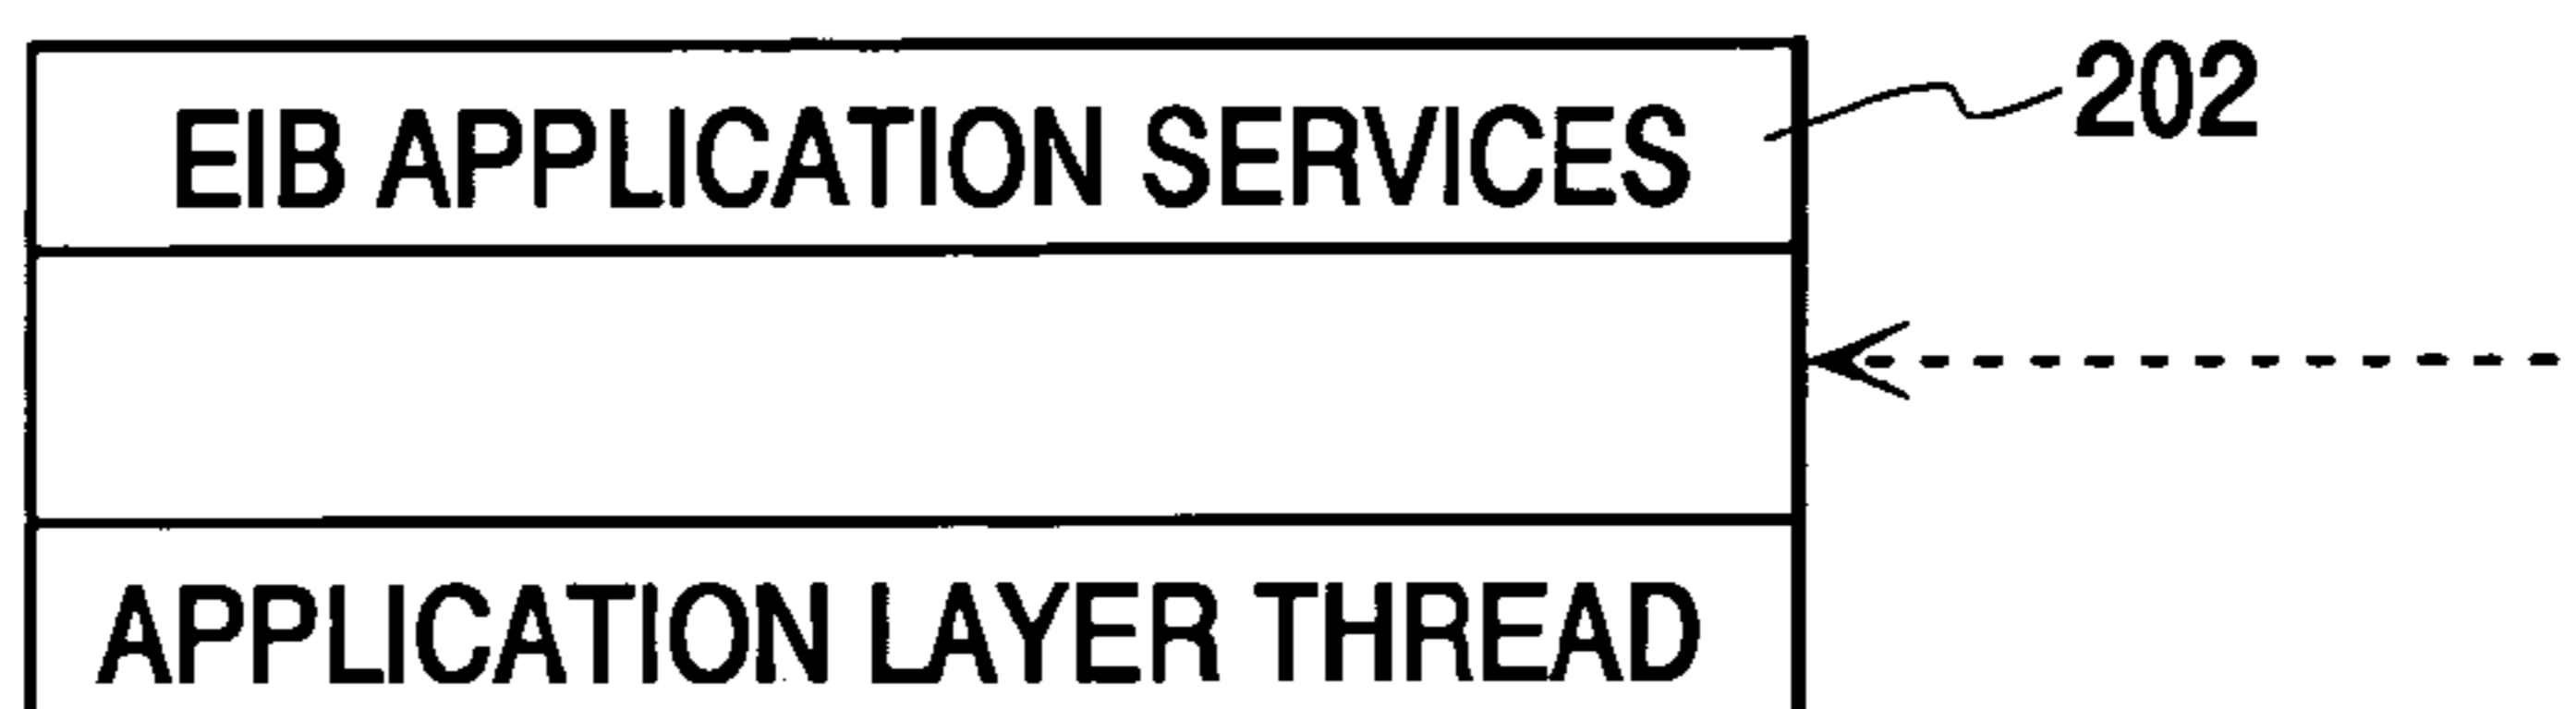 EIB APPLICATION SERVICES
202
APPLICATION LAYER THREAD